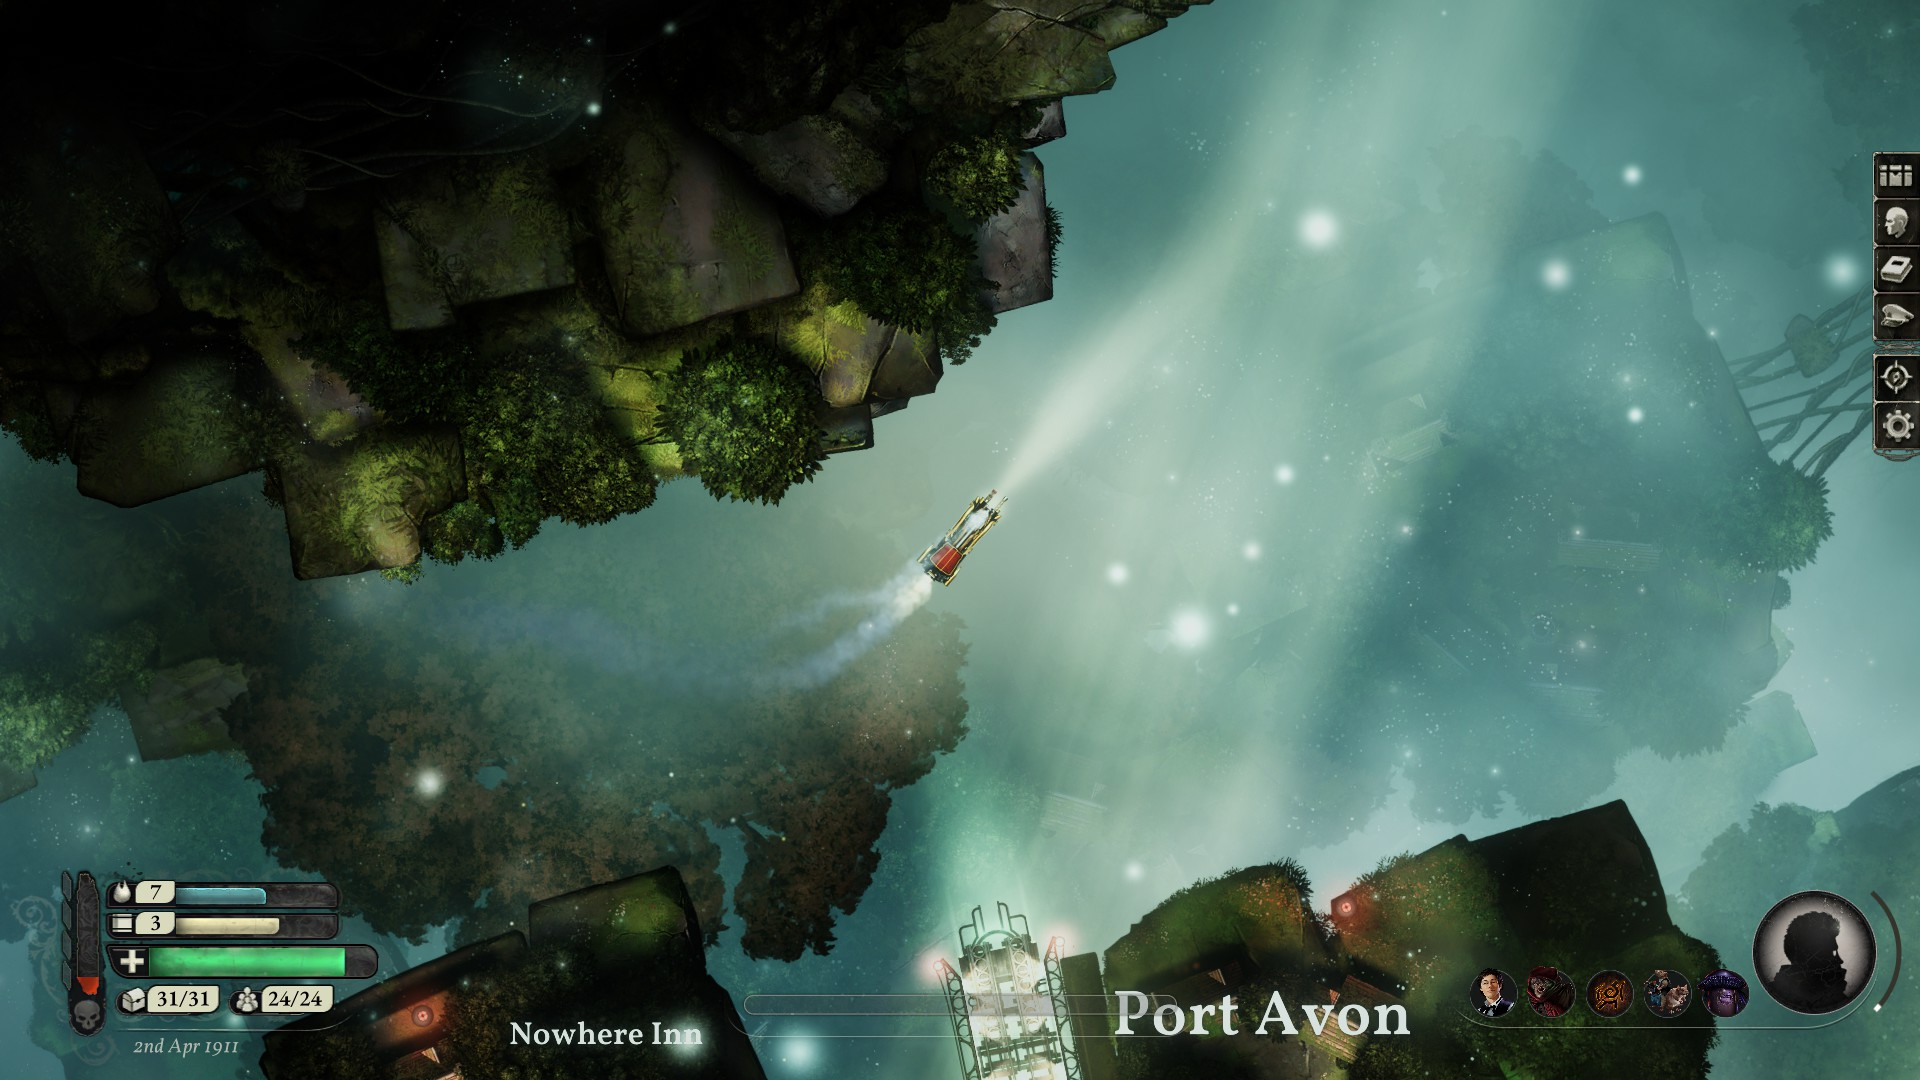 7
3
31/31 24/24
2nd Apr 1911
Nowhere Inn
Port Avon